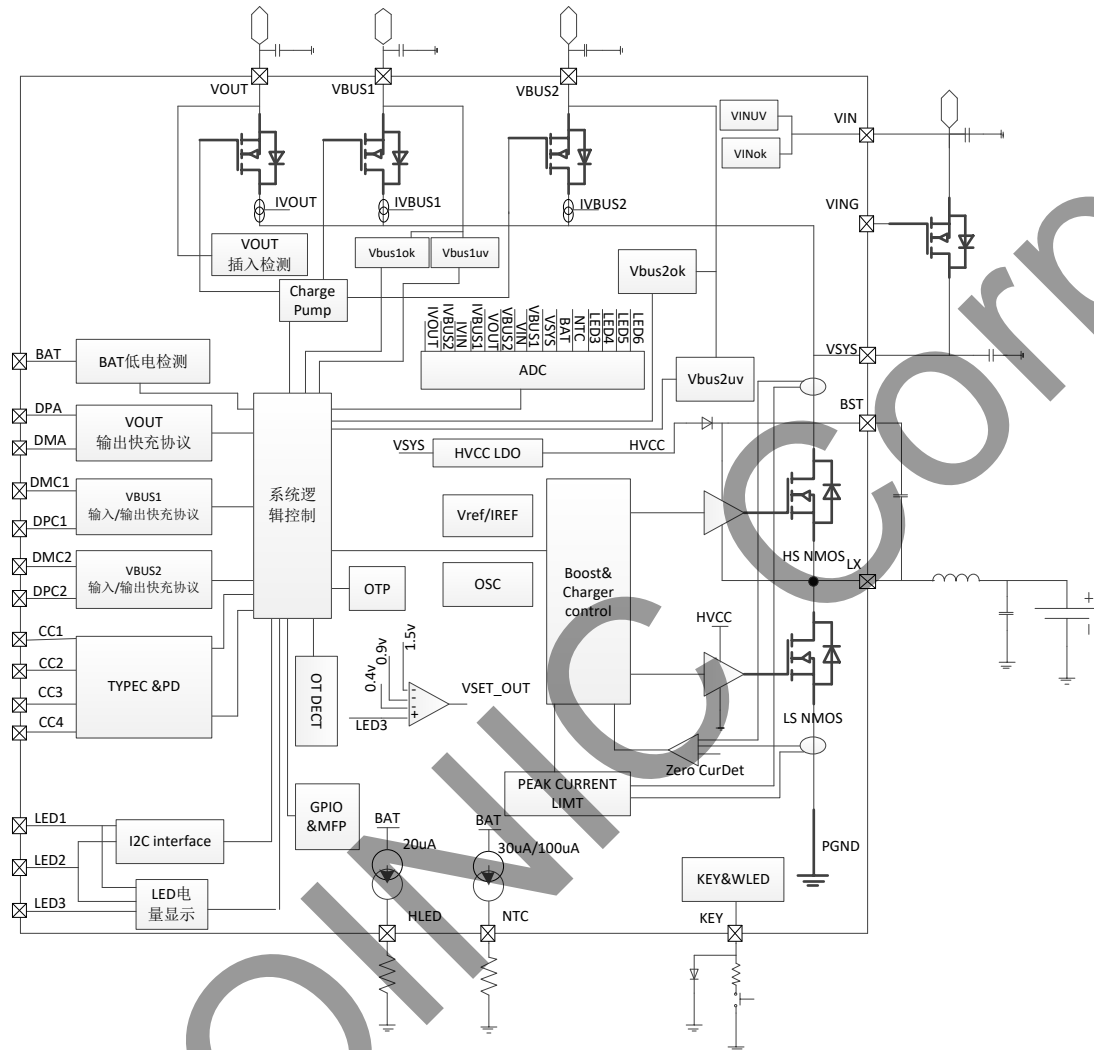 VOUT
VBUS1
VBUS2
VINUV
VIN
VINok
VING
IVOUT
IVBUS1
IVBUS2
VOUT
插入检测
Vbus1ok
Vbus1uv
Vbus2ok
Charge
Pump
IVOUT
IVBUS2
IVIN
IVBUS1
VOUT
VBUS2
VIN
VBUS1
VSYS
BAT
NTC
LED3
LED4
LED5
LED6
ADC
Vbus2uv
VSYS
BAT
BAT低电检测
DPA
DMA
VOUT
输出快充协议
BST
VSYS
HVCC LDO
HVCC
DMC1
DPC1
VBUS1
输入/输出快充协议
系统逻
辑控制
Vref/IREF
Boost&
Charger
control
HS NMOS
LX
DMC2
DPC2
VBUS2
输入/输出快充协议
OTP
OSC
HVCC
CC1
CC2
CC3
CC4
TYPEC &PD
OT DECT
0.4v
0.9v
1.5v
LED3
VSET_OUT
LS NMOS
Zero CurDet
PEAK CURRENT
LIMT
GPIO
&MFP
LED1
LED2
LED3
I2C interface
LED电
量显示
BAT
20uA
BAT
30uA/100uA
HLED
NTC
PGND
KEY&WLED
KEY
OINIC Corp